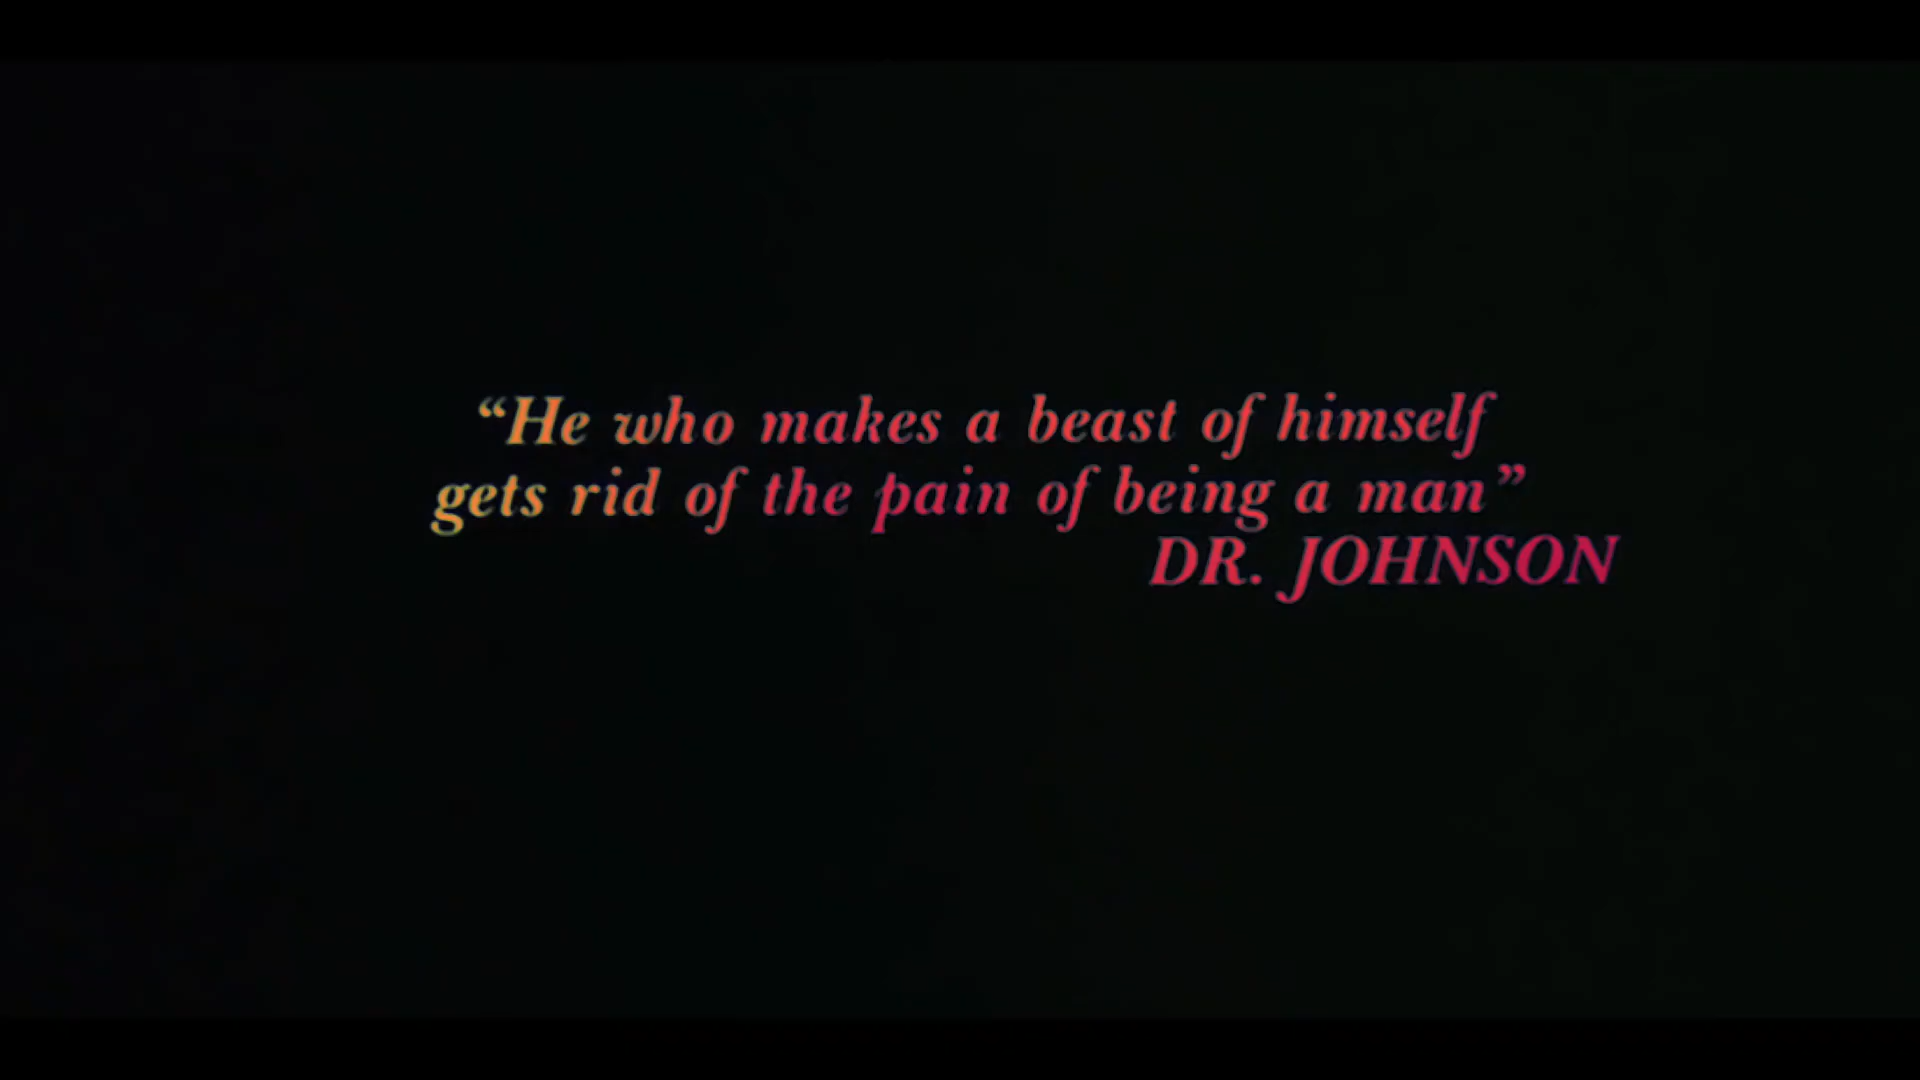 “He who makes a beast of himself
gets rid of the pain of being a man”
DR. JOHNSON